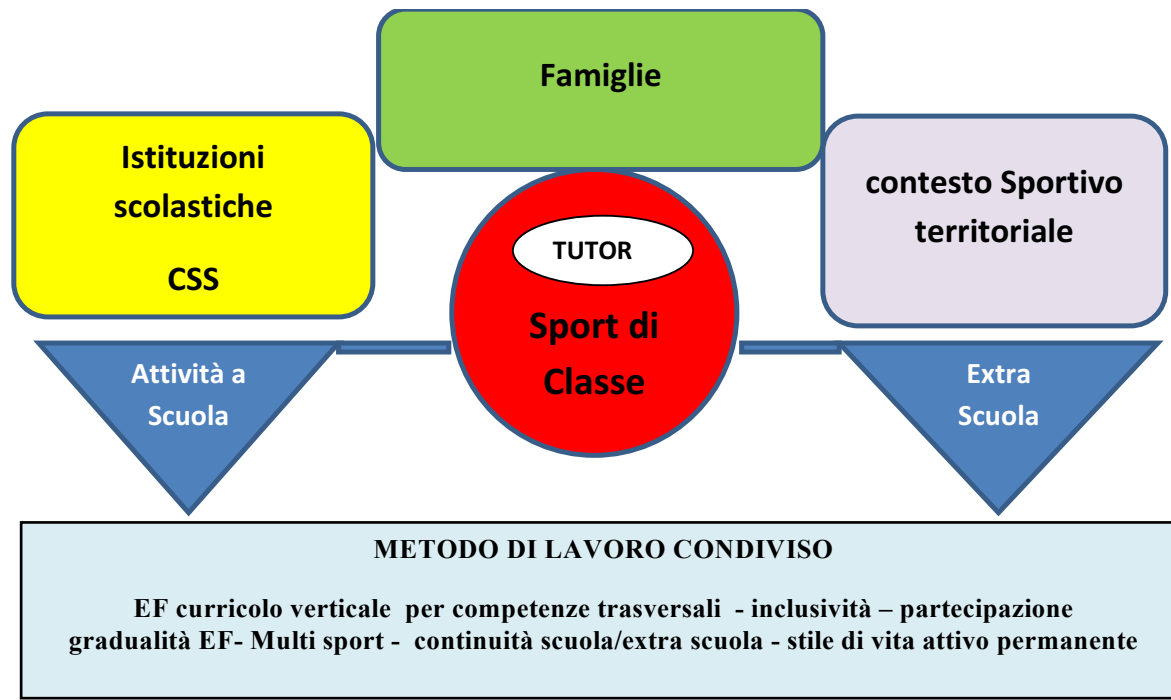 Famiglie
Istituzioni
scolastiche
CSS
contesto Sportivo
territoriale
TUTOR
Sport di
Classe
Attività a
Scuola
Extra
Scuola
METODO DI LAVORO CONDIVISO
EF curricolo verticale per competenze trasversali - inclusività – partecipazione
gradualità EF- Multi sport - continuità scuola/extra scuola - stile di vita attivo permanente